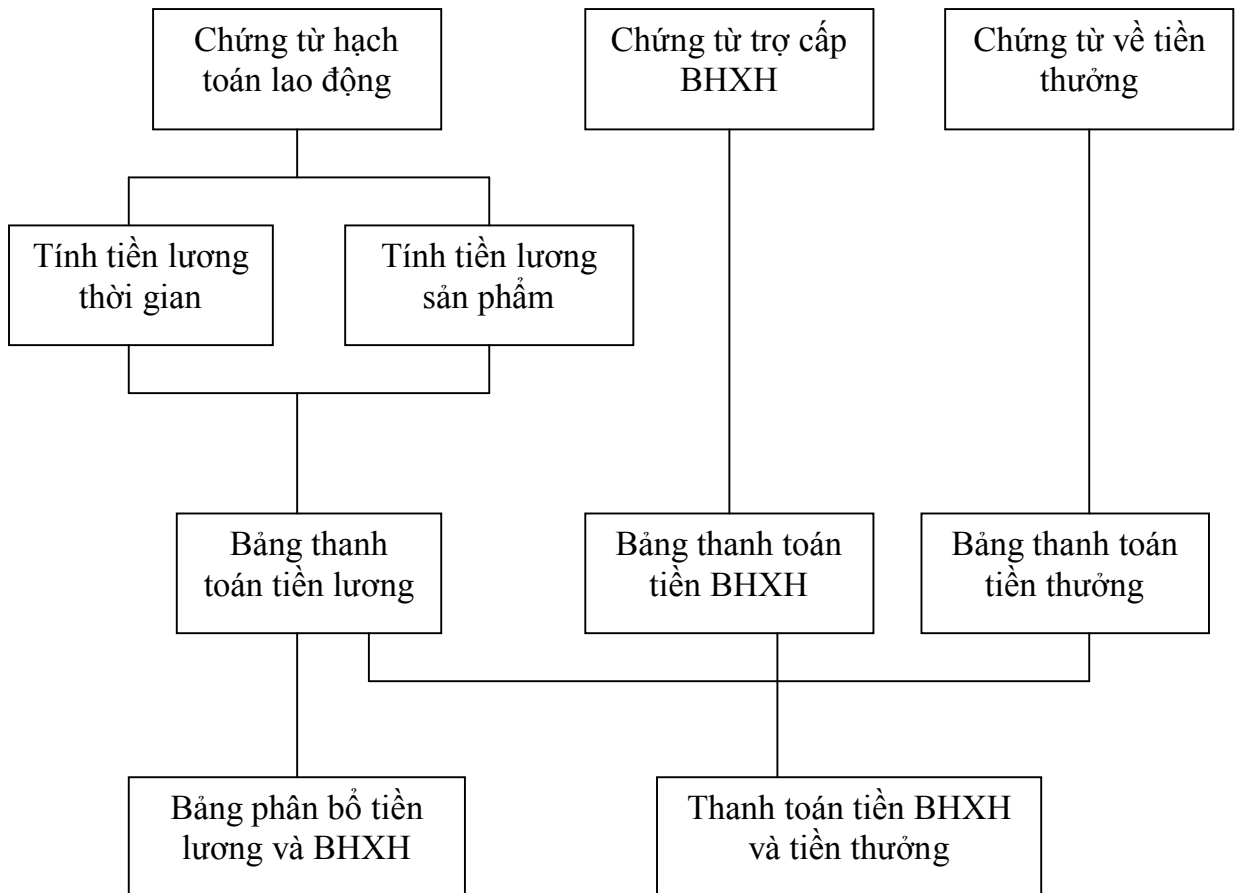 Chứng từ hạch
toán lao động
Chứng từ trợ cấp
BHXH
Chứng từ về tiền
thưởng
Tính tiền lương
thời gian
Tính tiền lương
sản phẩm
Bảng thanh
toán tiền lương
Bảng thanh toán
tiền BHXH
Bảng thanh toán
tiền thưởng
Bảng phân bổ tiền
lương và BHXH
Thanh toán tiền BHXH
và tiền thưởng